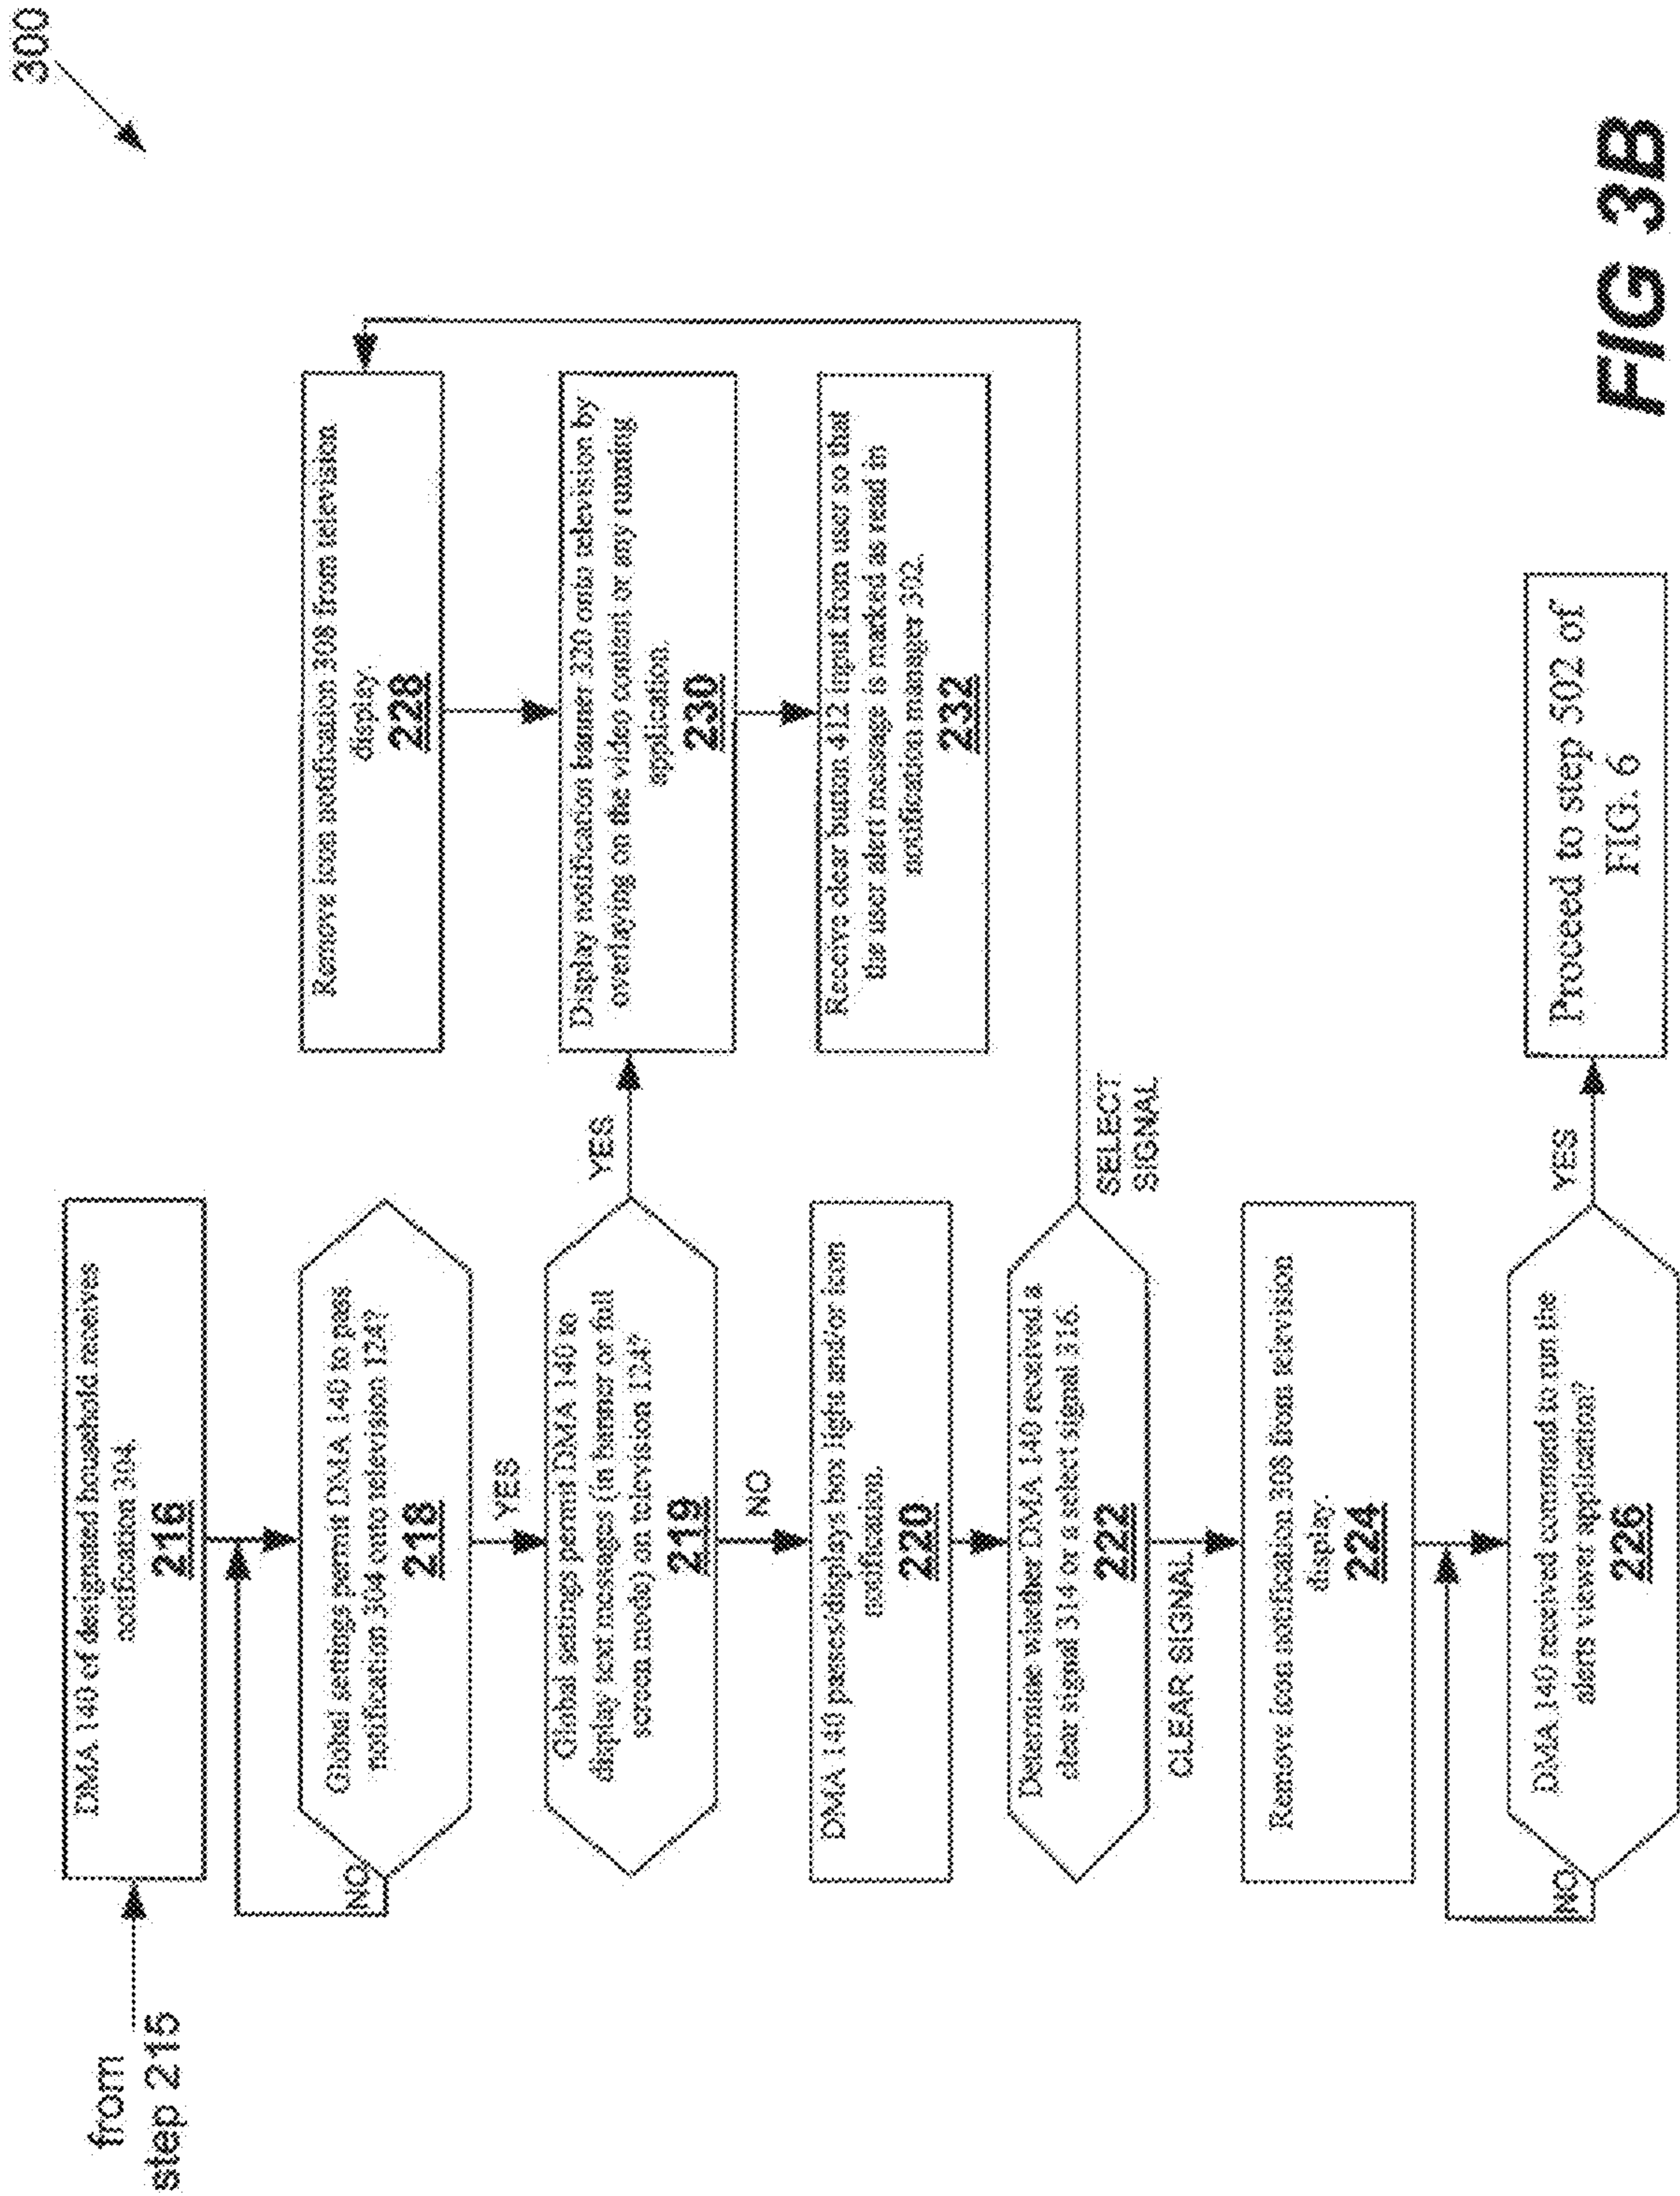 300
from
step 215
DMA 140 of designated household receives
notification 204.
216
NO
Global settings permit DMA 140 to pass
notification 304 onto television 124?
218
YES
Global settings permit DMA 140 to
display text messages (in banner or full
screen mode) on television 124?
219
YES
NO
DMA 140 passes/displays box light and/or icon
notification.
220
Determine whether DMA 140 received a
clear signal 314 or a select signal 316.
222
SELECT
SIGNAL
CLEAR SIGNAL
Remove icon notification 308 from television
display.
224
NO
DMA 140 received command to run the
alerts viewer application?
226
YES
Proceed to step 502 of
FIG. 6
Remove icon notification 308 from television
display.
228
Display notification banner 220 onto television by
overlaying on the video content or any running
application.
230
Receive clear button 412 input from user so that
the user alert message is marked as read in
notification manager 302.
232
FIG 3B